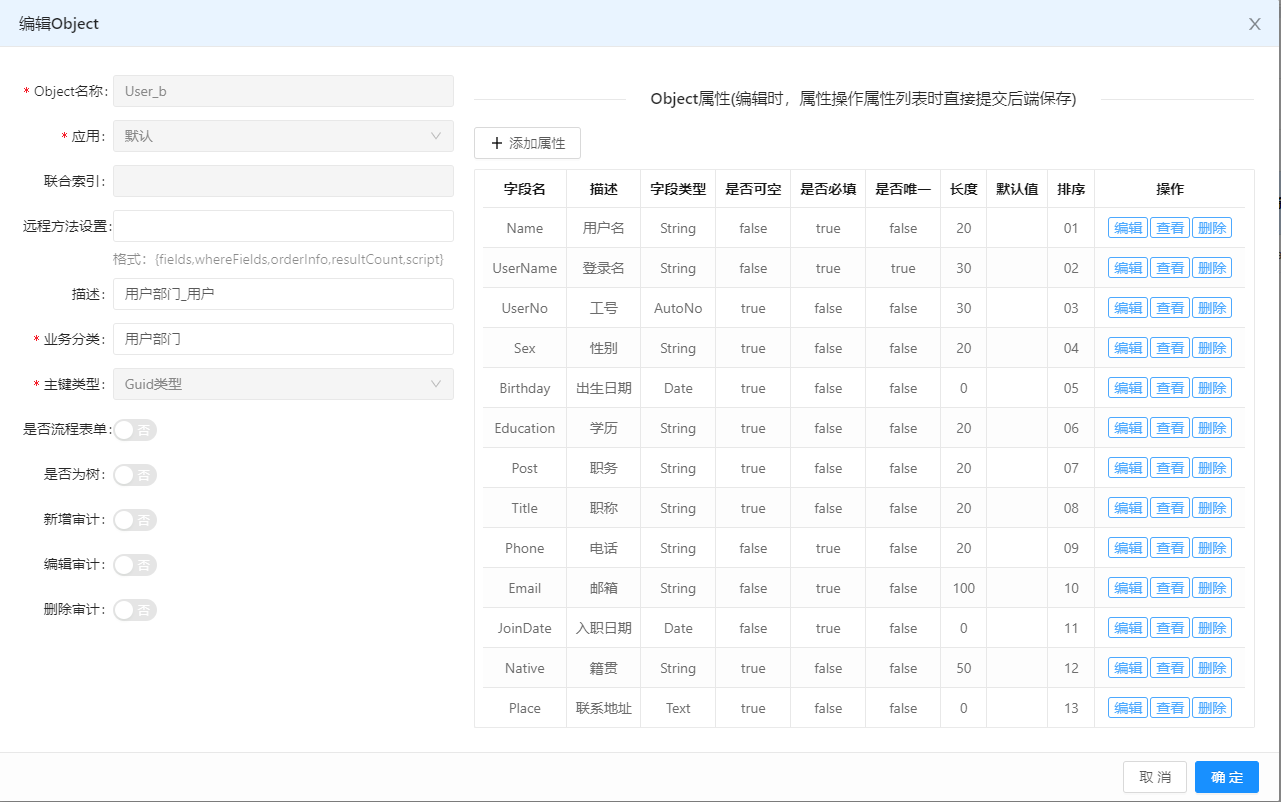 编辑Object
* Object名称: User_b
* 应用: 默认
联合索引:
远程方法设置:
格式：{fields,whereFields,orderInfo,resultCount,script}
描述: 用户部门_用户
* 业务分类: 用户部门
* 主键类型: Guid类型
是否流程表单: 否
是否为树: 否
新增审计: 否
编辑审计: 否
删除审计: 否
Object属性(编辑时，属性操作属性列表时直接提交后端保存)
+ 添加属性
字段名 描述 字段类型 是否可空 是否必填 是否唯一 长度 默认值 排序 操作
Name 用户名 String false true false 20 01 编辑 查看 删除
UserName 登录名 String false true true 30 02 编辑 查看 删除
UserNo 工号 AutoNo true false false 30 03 编辑 查看 删除
Sex 性别 String true false false 20 04 编辑 查看 删除
Birthday 出生日期 Date true false false 0 05 编辑 查看 删除
Education 学历 String true false false 20 06 编辑 查看 删除
Post 职务 String true false false 20 07 编辑 查看 删除
Title 职称 String true false false 20 08 编辑 查看 删除
Phone 电话 String false true false 20 09 编辑 查看 删除
Email 邮箱 String false true false 100 10 编辑 查看 删除
JoinDate 入职日期 Date false true false 0 11 编辑 查看 删除
Native 籍贯 String true false false 50 12 编辑 查看 删除
Place 联系地址 Text true false false 0 13 编辑 查看 删除
取 消 确 定